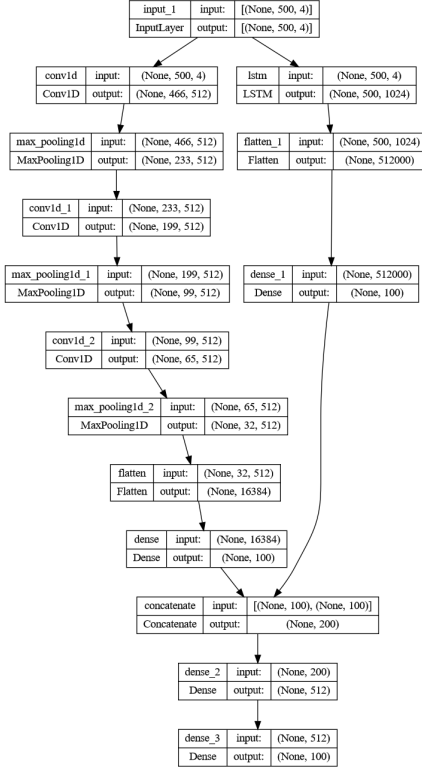 input_1 input: [(None, 500, 4)]
InputLayer output: [(None, 500, 4)]
conv1d input: (None, 500, 4)
Conv1D output: (None, 466, 512)
lstm input: (None, 500, 4)
LSTM output: (None, 500, 1024)
max_pooling1d input: (None, 466, 512)
MaxPooling1D output: (None, 233, 512)
flatten_1 input: (None, 500, 1024)
Flatten output: (None, 512000)
conv1d_1 input: (None, 233, 512)
Conv1D output: (None, 199, 512)
max_pooling1d_1 input: (None, 199, 512)
MaxPooling1D output: (None, 99, 512)
dense_1 input: (None, 512000)
Dense output: (None, 100)
conv1d_2 input: (None, 99, 512)
Conv1D output: (None, 65, 512)
max_pooling1d_2 input: (None, 65, 512)
MaxPooling1D output: (None, 32, 512)
flatten input: (None, 32, 512)
Flatten output: (None, 16384)
dense input: (None, 16384)
Dense output: (None, 100)
concatenate input: [(None, 100), (None, 100)]
Concatenate output: (None, 200)
dense_2 input: (None, 200)
Dense output: (None, 512)
dense_3 input: (None, 512)
Dense output: (None, 100)